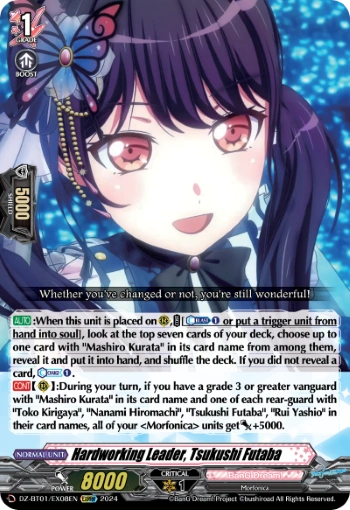 1
GRADE
BOOST
5000
SHIELD
Whether you've changed or not, you're still wonderful!
AUTO:When this unit is placed on R, [COUNTER BLAST 1 or put a trigger unit from
hand into soul], look at the top seven cards of your deck, choose up to
one card with "Mashiro Kurata" in its card name from among them,
reveal it and put it into hand, and shuffle the deck. If you did not reveal a
card, 1.
CONT[R]:During your turn, if you have a grade 3 or greater vanguard
with "Mashiro Kurata" in its card name and one of each rear-guard with
"Toko Kirigaya", "Nanami Hiromachi", "Tsukushi Futaba", "Rui Yashio" in
their card names, all of your <Morfonica> units get+5000.
NORMAL UNIT
Hardworking Leader, Tsukushi Futaba
POWER 8000
CRITICAL
1
BanG Dream!
Morfonica
D DZ-BT01/EX08EN 2024
©BanG Dream! Project ©bushiroad All Rights Reserved.